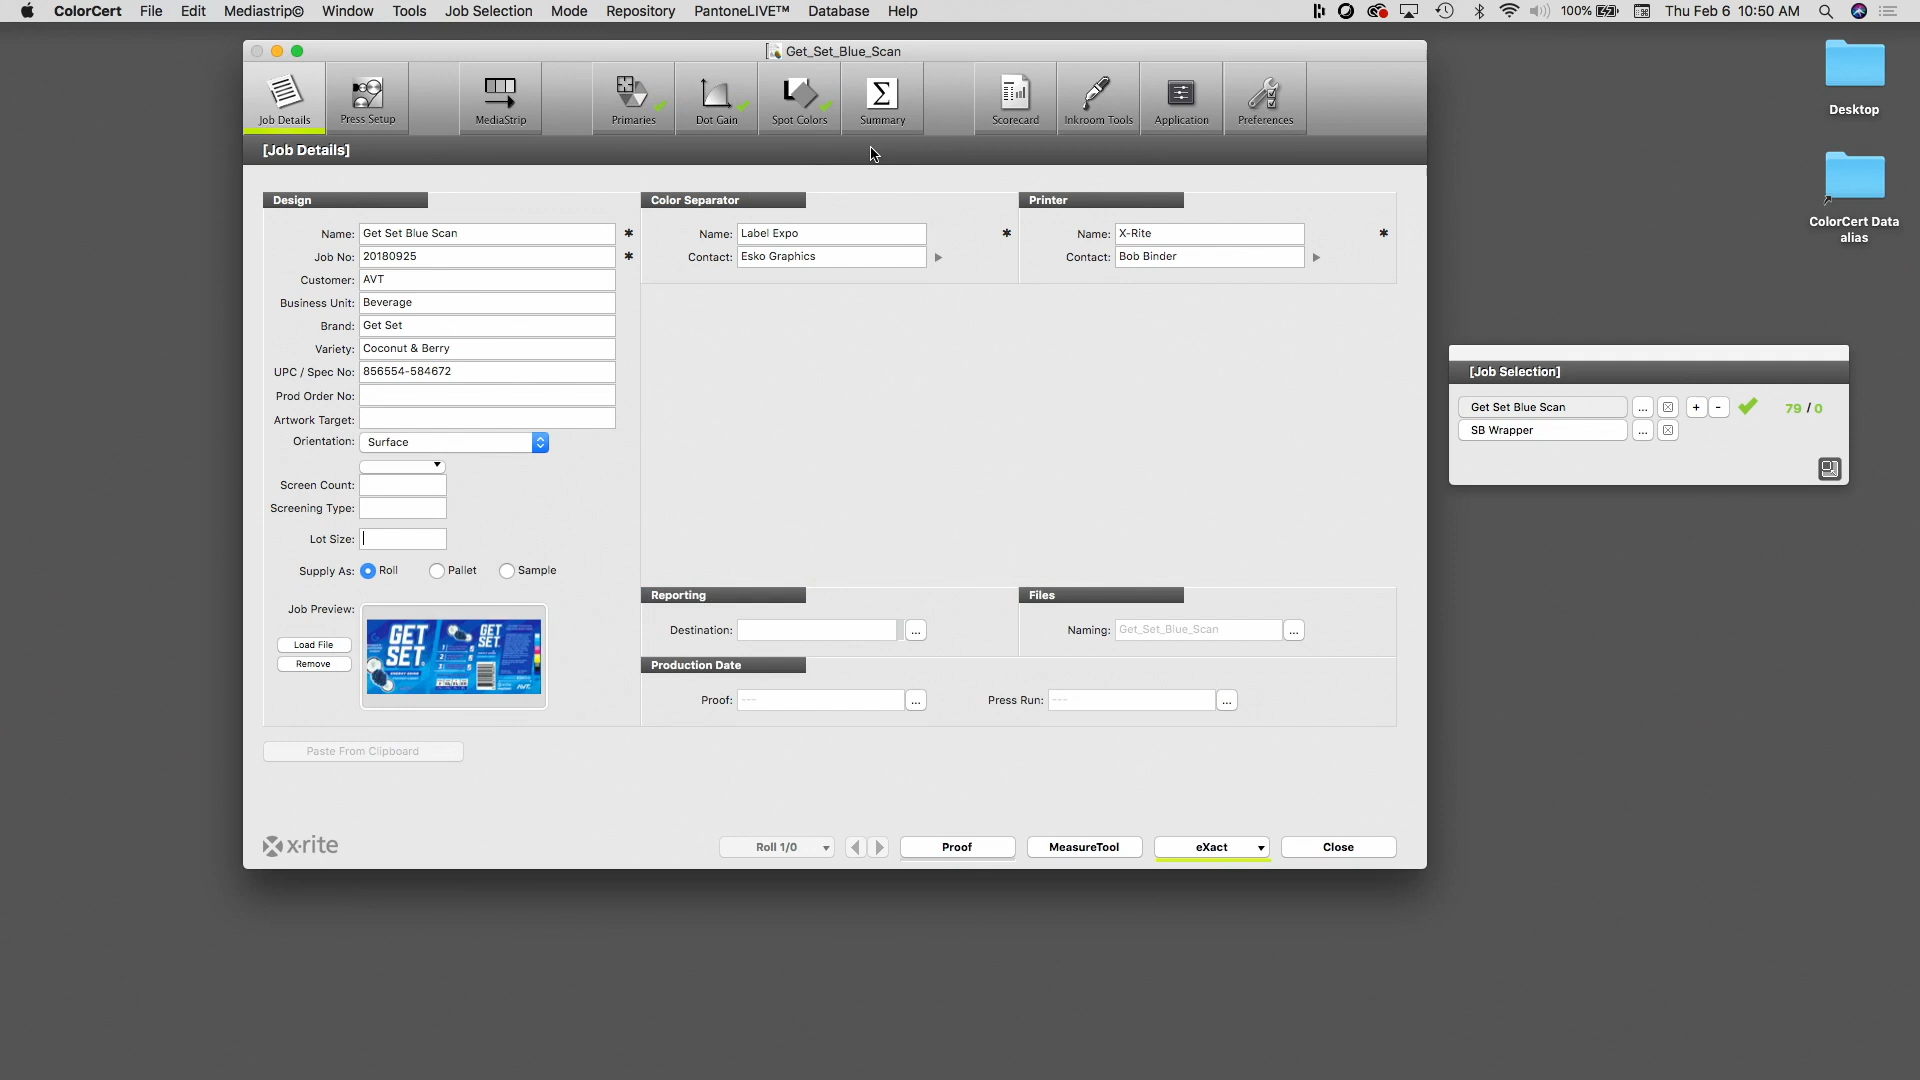 ColorCert File Edit Mediastrip© Window Tools Job Selection Mode Repository PantoneLIVE™ Database Help 100% Thu Feb 6 10:50 AM
Get_Set_Blue_Scan
Job Details Press Setup MediaStrip Primaries Dot Gain Spot Colors Summary Scorecard Inkroom Tools Application Preferences
[Job Details]
Design
Name: Get Set Blue Scan *
Job No: 20180925 *
Customer: AVT
Business Unit: Beverage
Brand: Get Set
Variety: Coconut & Berry
UPC / Spec No: 856554-584672
Prod Order No:
Artwork Target:
Orientation: Surface
Screen Count:
Screening Type:
Lot Size:
Supply As: Roll Pallet Sample
Job Preview:
Load File
Remove
GET SET
GET SET
Paste From Clipboard
Color Separator
Name: Label Expo *
Contact: Esko Graphics
Printer
Name: X-Rite *
Contact: Bob Binder
Reporting
Destination: ...
Files
Naming: Get_Set_Blue_Scan ...
Production Date
Proof: --- ...
Press Run: --- ...
x·rite
Roll 1/0 Proof MeasureTool eXact Close
Desktop
ColorCert Data
alias
[Job Selection]
Get Set Blue Scan ... + - 79 / 0
SB Wrapper ...